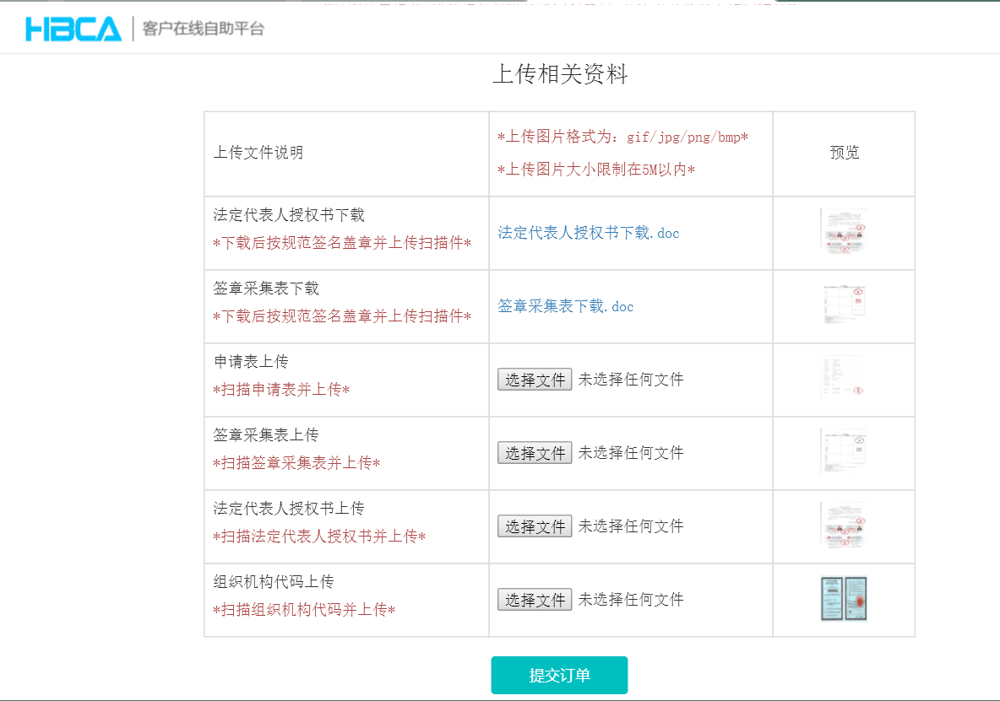 HBCA | 客户在线自助平台
上传相关资料
上传文件说明
*上传图片格式为：gif/jpg/png/bmp*
*上传图片大小限制在5M以内*
预览
法定代表人授权书下载
*下载后按规范签名盖章并上传扫描件*
法定代表人授权书下载.doc
签章采集表下载
*下载后按规范签名盖章并上传扫描件*
签章采集表下载.doc
申请表上传
*扫描申请表并上传*
选择文件 未选择任何文件
签章采集表上传
*扫描签章采集表并上传*
选择文件 未选择任何文件
法定代表人授权书上传
*扫描法定代表人授权书并上传*
选择文件 未选择任何文件
组织机构代码上传
*扫描组织机构代码并上传*
选择文件 未选择任何文件
提交订单